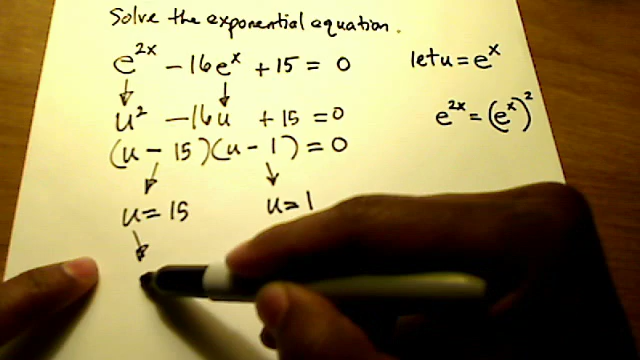 Solve the exponential equation.
e^{2x} - 16e^x + 15 = 0
let u = e^x
↓ ↓
e^{2x} = (e^x)^2
u² - 16u + 15 = 0
(u - 15)(u - 1) = 0
↓ ↓
u = 15 u = 1
↓